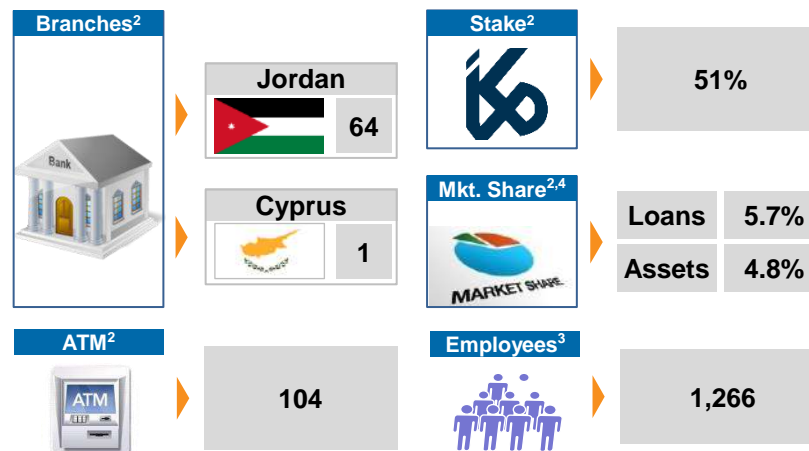 Branches2
Bank
Jordan
64
Cyprus
1
Stake2
51%
Mkt. Share2,4
MARKET SHARE
Loans 5.7%
Assets 4.8%
ATM2
ATM
104
Employees3
1,266